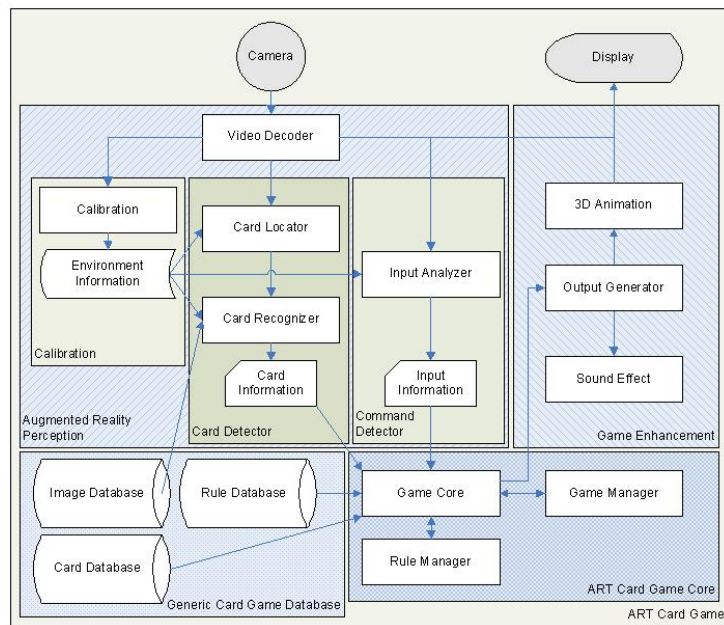 Camera
Display
Video Decoder
Calibration
Environment
Information
Calibration
Card Locator
Card Recognizer
Card
Information
Card Detector
Input Analyzer
Input
Information
Command
Detector
Augmented Reality
Perception
3D Animation
Output Generator
Sound Effect
Game Enhancement
Image Database
Rule Database
Card Database
Generic Card Game Database
Game Core
Game Manager
Rule Manager
ART Card Game Core
ART Card Game